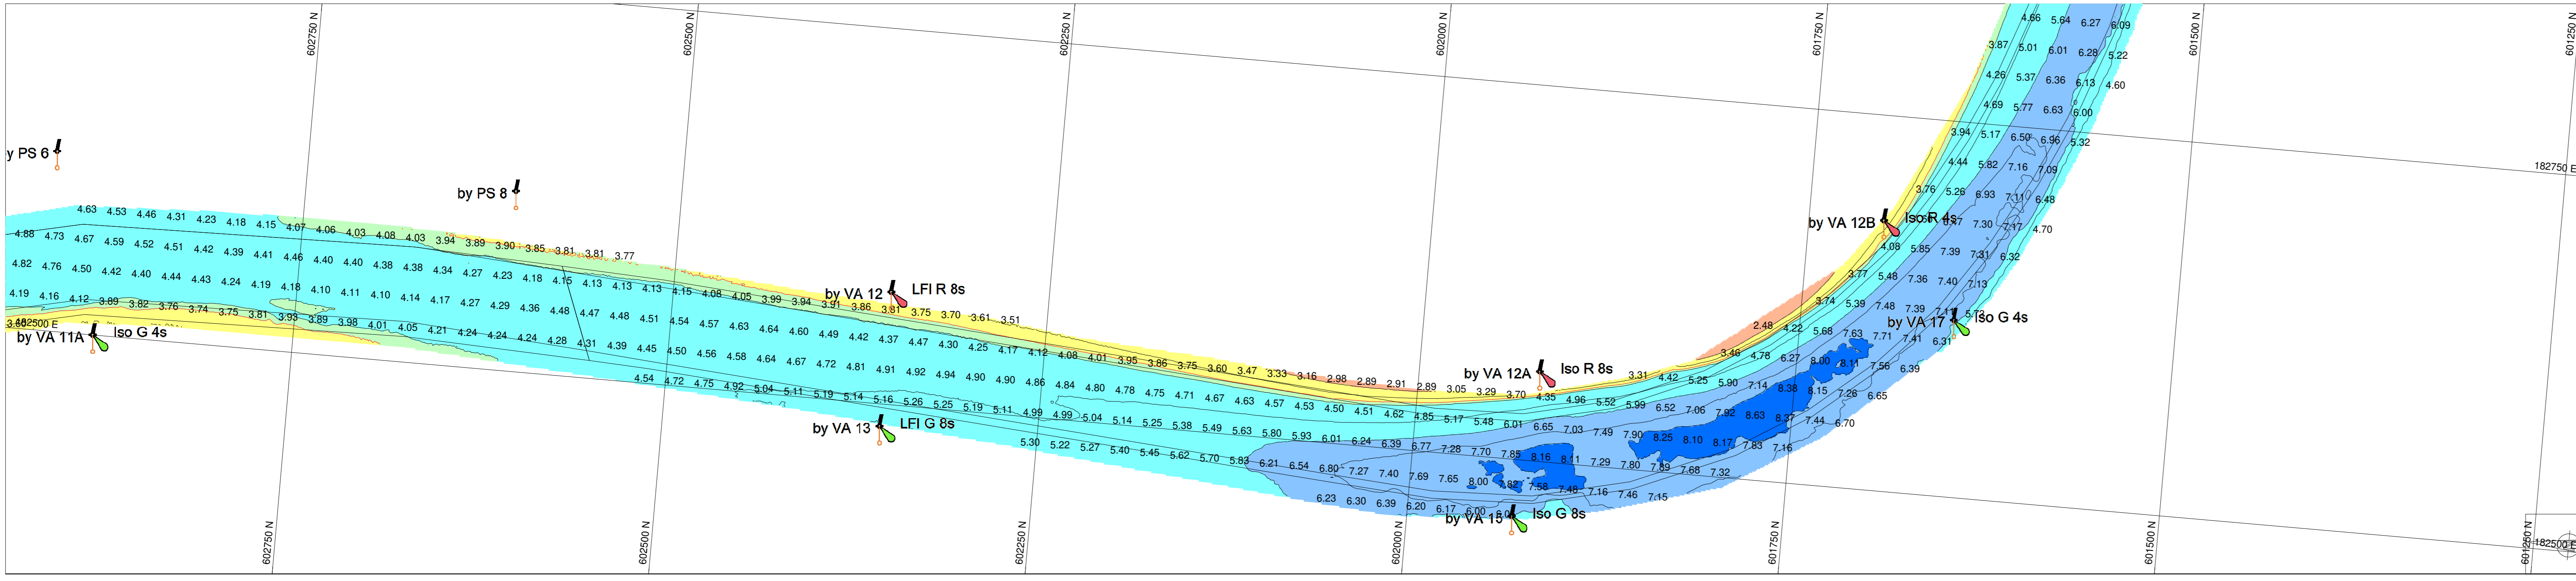 602750 N
602500 N
602250 N
602000 N
601750 N
601500 N
601250 N
4.66 5.64 6.27 6.09
3.87 5.01 6.01 6.28 5.22
4.26 5.37 6.36 6.13 4.60
4.69 5.77 6.63 6.00
3.94 5.17 6.50 6.96 5.32
4.44 5.82 7.16 7.09
3.76 5.26 6.93 7.11 6.48
7.30 7.17 4.70
4.08 5.85 7.39 7.31 6.32
3.77 5.48 7.36 7.40 7.13
3.74 5.39 7.48 7.39
2.48 4.22 5.68 7.63 7.71 7.41 6.31
3.46 4.78 6.27 8.00 8.11 7.56 6.39
182750 E
y PS 6
by PS 8
by VA 12B
Iso R 4s
by VA 12
LFl R 8s
by VA 17
Iso G 4s
by VA 11A
Iso G 4s
by VA 12A
Iso R 8s
by VA 13
LFl G 8s
by VA 15
Iso G 8s
182500 E
4.63 4.53 4.46 4.31 4.23 4.18 4.15 4.07 4.06 4.03 4.08 4.03 3.94 3.89 3.90 3.85 3.81 3.81 3.77
4.88 4.73 4.67 4.59 4.52 4.51 4.42 4.39 4.41 4.46 4.40 4.40 4.38 4.38 4.34 4.27 4.23 4.18 4.15 4.13 4.13 4.13 4.15 4.08 4.05 3.99 3.94 3.91 3.86 3.81 3.75 3.70 3.61 3.51
4.82 4.76 4.50 4.42 4.40 4.44 4.43 4.24 4.19 4.18 4.10 4.11 4.10 4.14 4.17 4.27 4.29 4.36 4.48 4.47 4.48 4.51 4.54 4.57 4.63 4.64 4.60 4.49 4.42 4.37 4.47 4.30 4.25 4.17 4.12 4.08 4.01 3.95 3.86 3.75 3.60 3.47 3.33 3.16 2.98 2.89 2.91 2.89 3.05 3.29 3.70 4.35 4.96 5.52 5.99 6.52 7.06 7.92 8.63 8.37 7.44 6.70
4.19 4.16 4.12 3.89 3.82 3.76 3.74 3.75 3.81 3.93 3.89 3.98 4.01 4.05 4.21 4.24 4.24 4.24 4.28 4.31 4.39 4.45 4.50 4.56 4.58 4.64 4.67 4.72 4.81 4.91 4.92 4.94 4.90 4.90 4.86 4.84 4.80 4.78 4.75 4.71 4.67 4.63 4.57 4.53 4.50 4.51 4.62 4.85 5.17 5.48 6.01 6.65 7.03 7.49 7.90 8.25 8.10 8.17 7.83 7.16
3.31 4.42 5.25 5.90 7.14 8.38 8.15 7.26 6.65
4.54 4.72 4.75 4.92 5.04 5.11 5.19 5.14 5.16 5.26 5.25 5.19 5.11 4.99 4.99 5.04 5.14 5.25 5.38 5.49 5.63 5.80 5.93 6.01 6.24 6.39 6.77 7.28 7.70 7.85 8.16 8.11 7.29 7.80 7.89 7.68 7.32
5.30 5.22 5.27 5.40 5.45 5.62 5.70 5.83 6.21 6.54 6.80 7.27 7.40 7.69 7.65 8.00 7.82 7.58 7.48 7.16 7.46 7.15
6.23 6.30 6.39 6.20 6.17 6.00
602750 N
602500 N
602250 N
602000 N
601750 N
601500 N
601250 N
182500 E